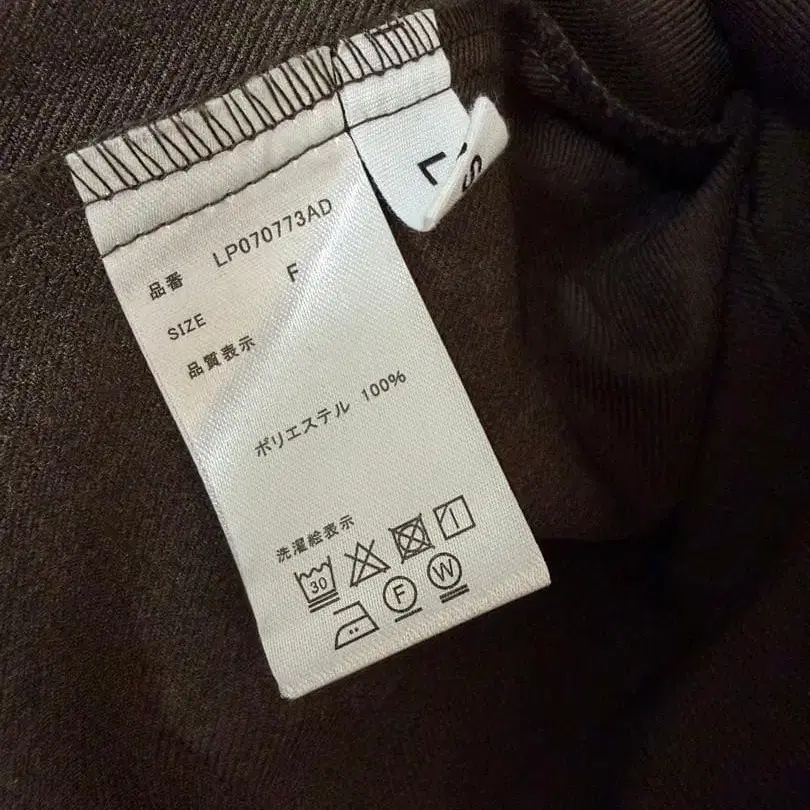 品番 LP070773AD
SIZE F
品質表示
ポリエステル 100%
洗濯絵表示
30
F W
L
S